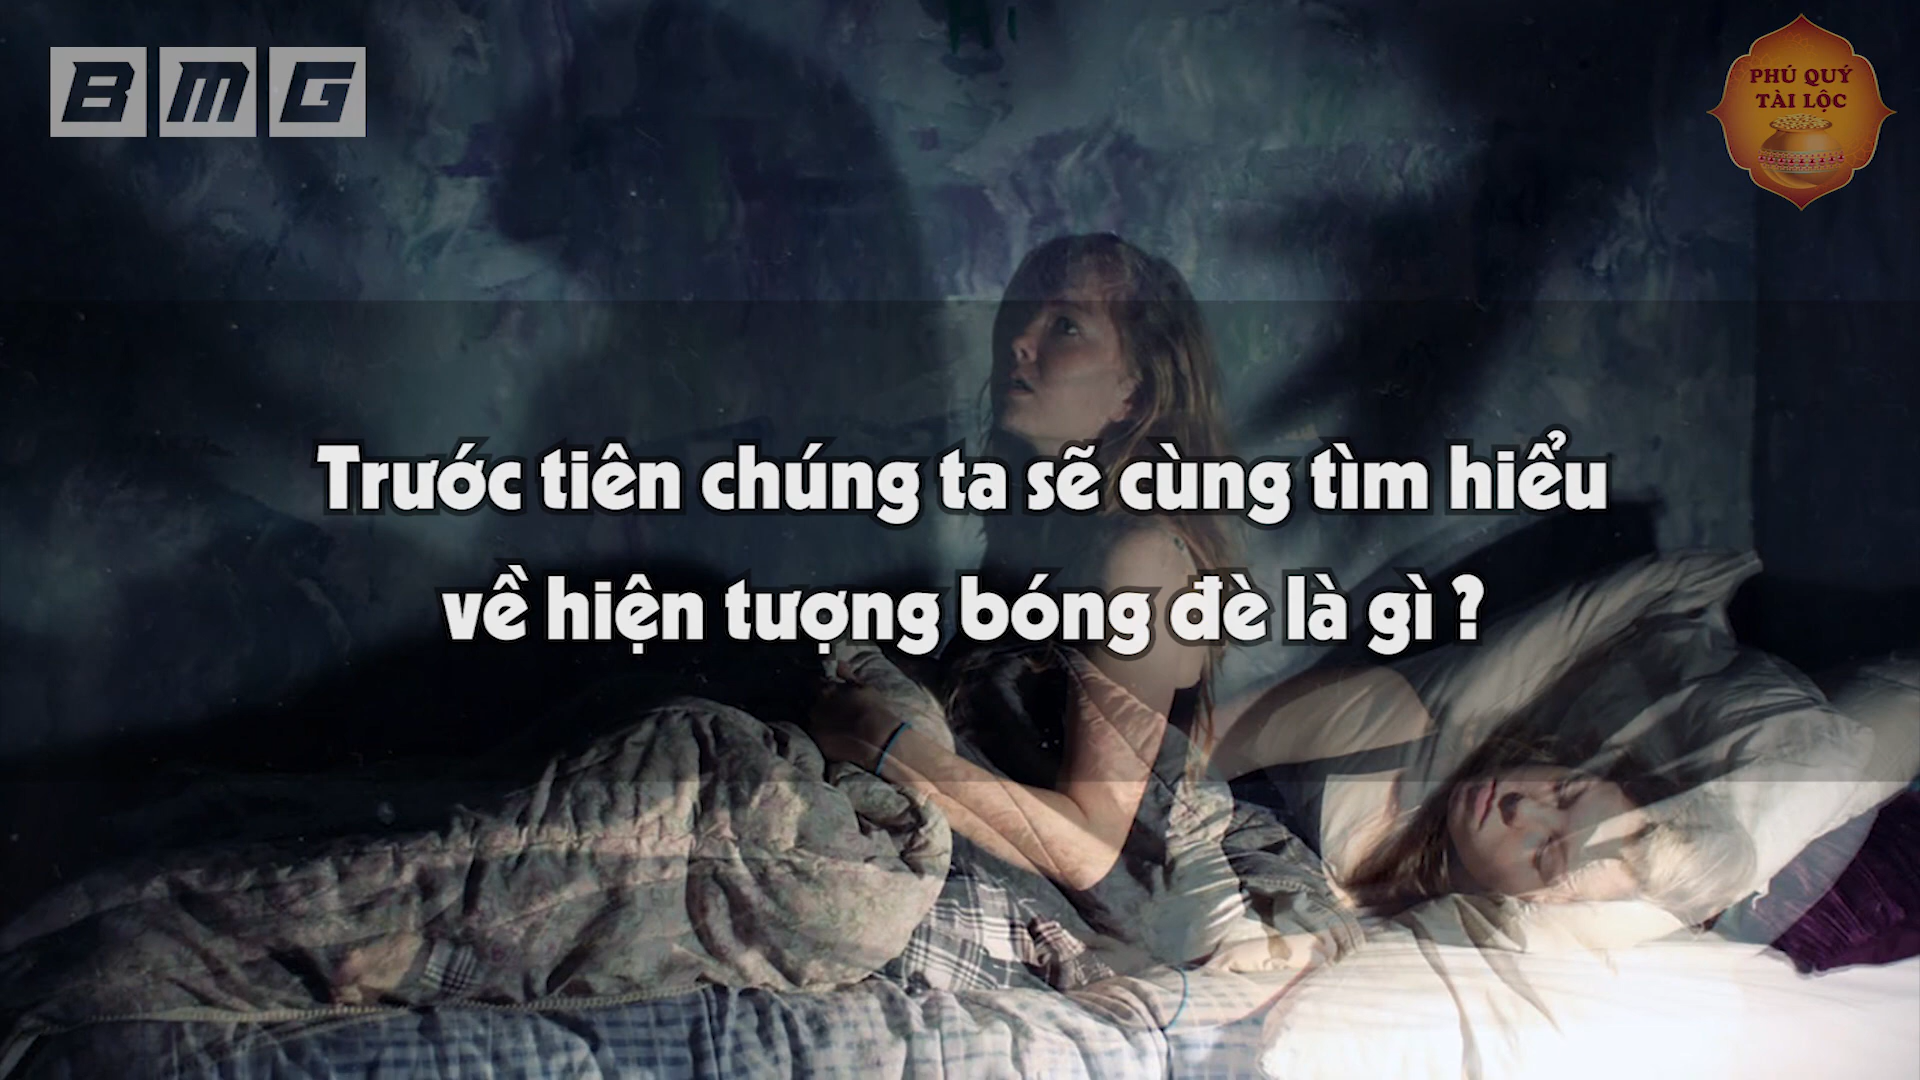 BMG
PHÚ QUÝ
TÀI LỘC
Trước tiên chúng ta sẽ cùng tìm hiểu
về hiện tượng bóng đè là gì ?